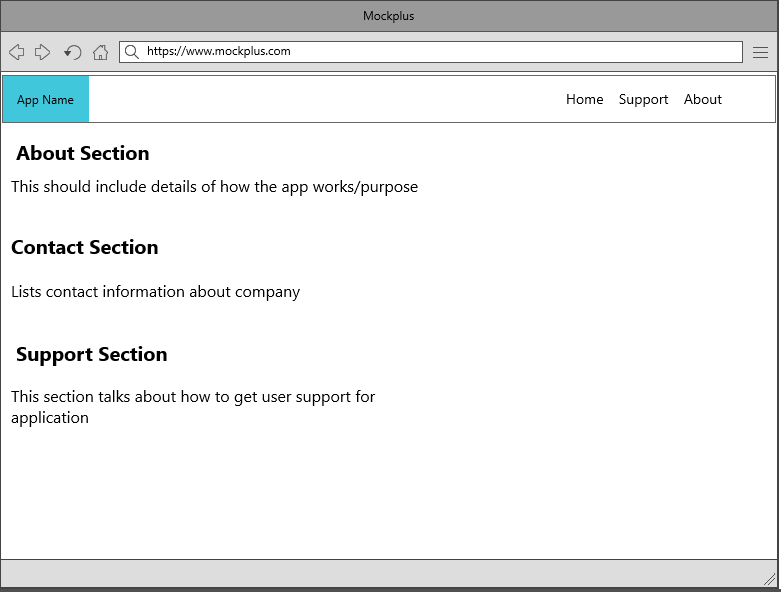 Mockplus
https://www.mockplus.com
App Name
Home Support About
About Section
This should include details of how the app works/purpose
Contact Section
Lists contact information about company
Support Section
This section talks about how to get user support for
application